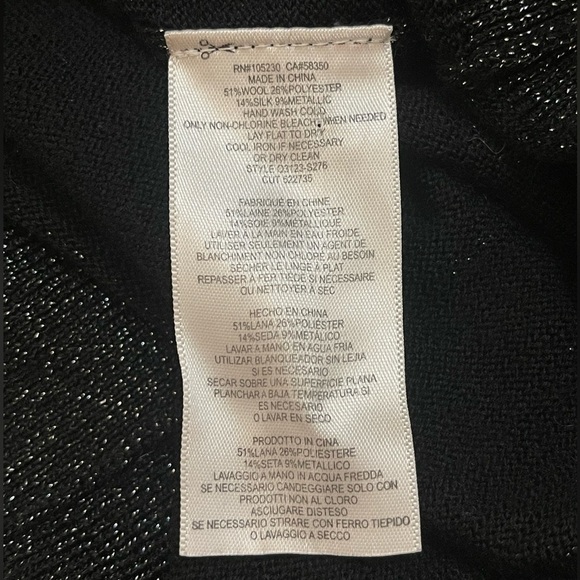 RN#105230 CA#58350
MADE IN CHINA
51%WOOL 26%POLYESTER
14%SILK 9%METALLIC
HAND WASH COLD
ONLY NON-CHLORINE BLEACH WHEN NEEDED
LAY FLAT TO DRY
COOL IRON IF NECESSARY
OR DRY CLEAN
STYLE Q3123-S276
CUT 522735
FABRIQUE EN CHINE
51%LAINE 26%POLYESTER
14%SOIE 9%METALLIQUE
LAVER A LA MAIN EN EAU FROIDE
UTILISER SEULEMENT UN AGENT DE
BLANCHIMENT NON CHLORE AU BESOIN
SECHER LE LINGE A PLAT
REPASSER A FER TIEDE SI NECESSAIRE
OU NETTOYER A SEC
HECHO EN CHINA
51%LANA 26%POLIÉSTER
14%SEDA 9%METÁLICO
LAVAR A MANO EN AGUA FRÍA
UTILIZAR BLANQUEADOR SIN LEJIA
SI ES NECESARIO
SECAR SOBRE UNA SUPERFICIE PLANA
PLANCHAR A BAJA TEMPERATURA SI
ES NECESARIO
O LAVAR EN SECO
PRODOTTO IN CINA
51%LANA 26%POLIESTERE
14%SETA 9%METALLICO
LAVAGGIO A MANO IN ACQUA FREDDA
SE NECESSARIO CANDEGGIARE SOLO CON
PRODOTTI NON AL CLORO
ASCIUGARE DISTESO
SE NECESSARIO STIRARE CON FERRO TIEPIDO
O LAVAGGIO A SECCO